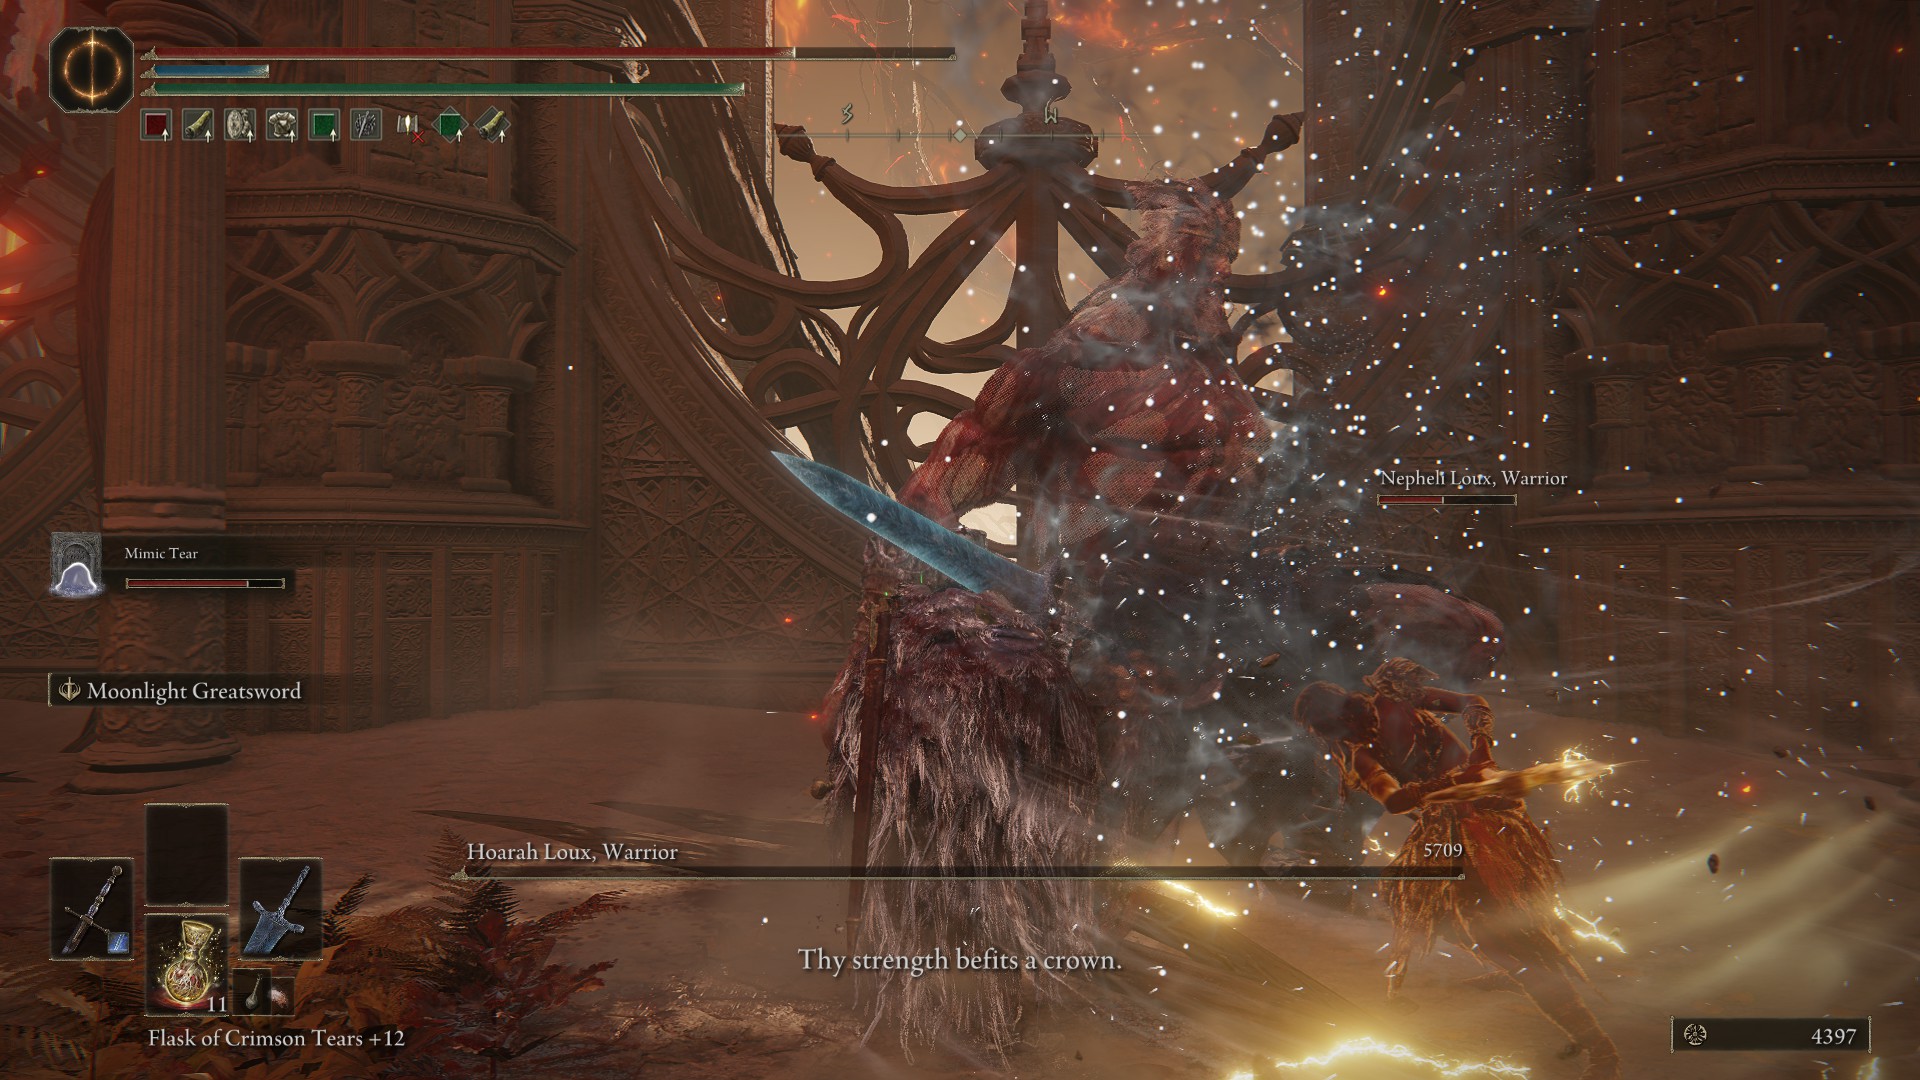 S
W
Nepheli Loux, Warrior
Mimic Tear
Moonlight Greatsword
Hoarah Loux, Warrior
5709
Thy strength befits a crown.
11
Flask of Crimson Tears +12
4397